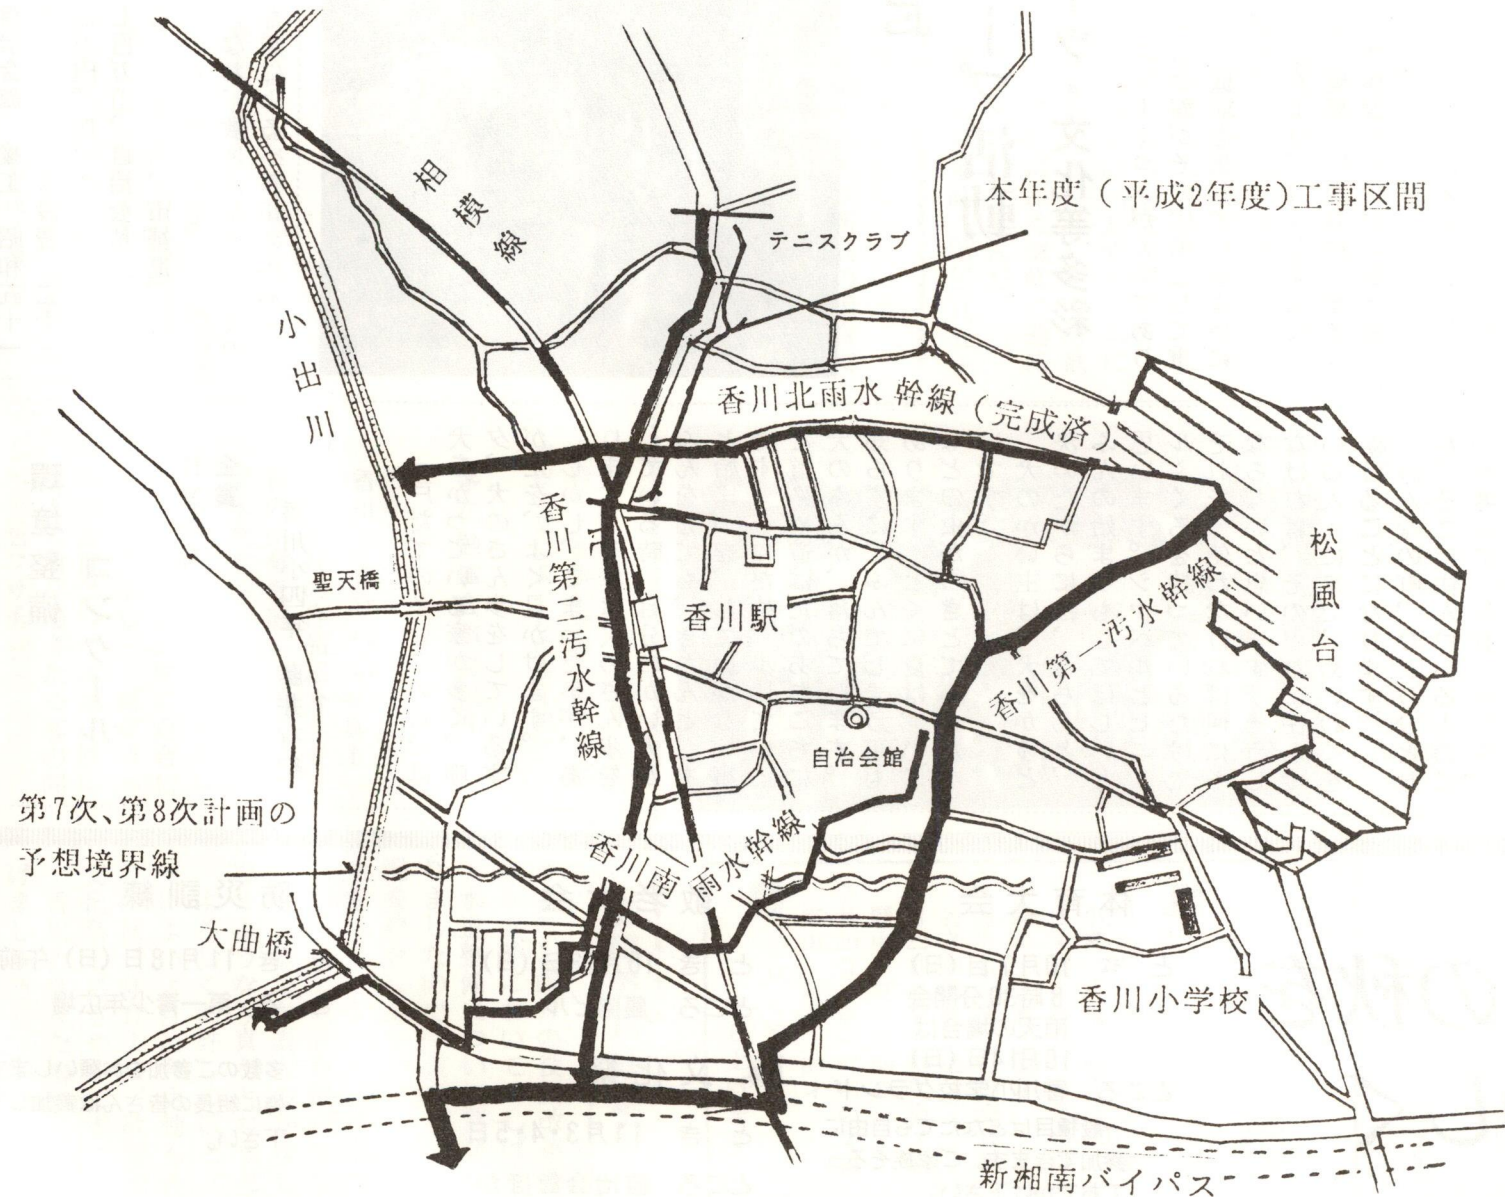 相模線
本年度(平成2年度)工事区間
テニスクラブ
小出川
香川北雨水幹線(完成済)
香川第二汚水幹線
松風台
聖天橋
香川駅
香川第一汚水幹線
自治会館
第7次、第8次計画の
予想境界線
香川南雨水幹線
大曲橋
香川小学校
新湘南バイパス